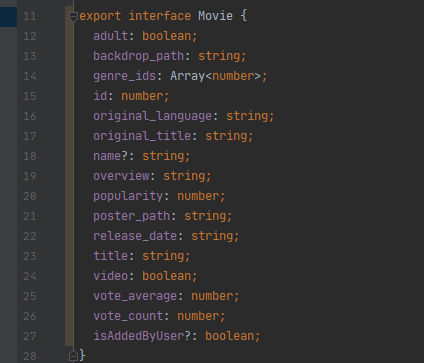 11 export interface Movie {
12 adult: boolean;
13 backdrop_path: string;
14 genre_ids: Array<number>;
15 id: number;
16 original_language: string;
17 original_title: string;
18 name?: string;
19 overview: string;
20 popularity: number;
21 poster_path: string;
22 release_date: string;
23 title: string;
24 video: boolean;
25 vote_average: number;
26 vote_count: number;
27 isAddedByUser?: boolean;
28 }